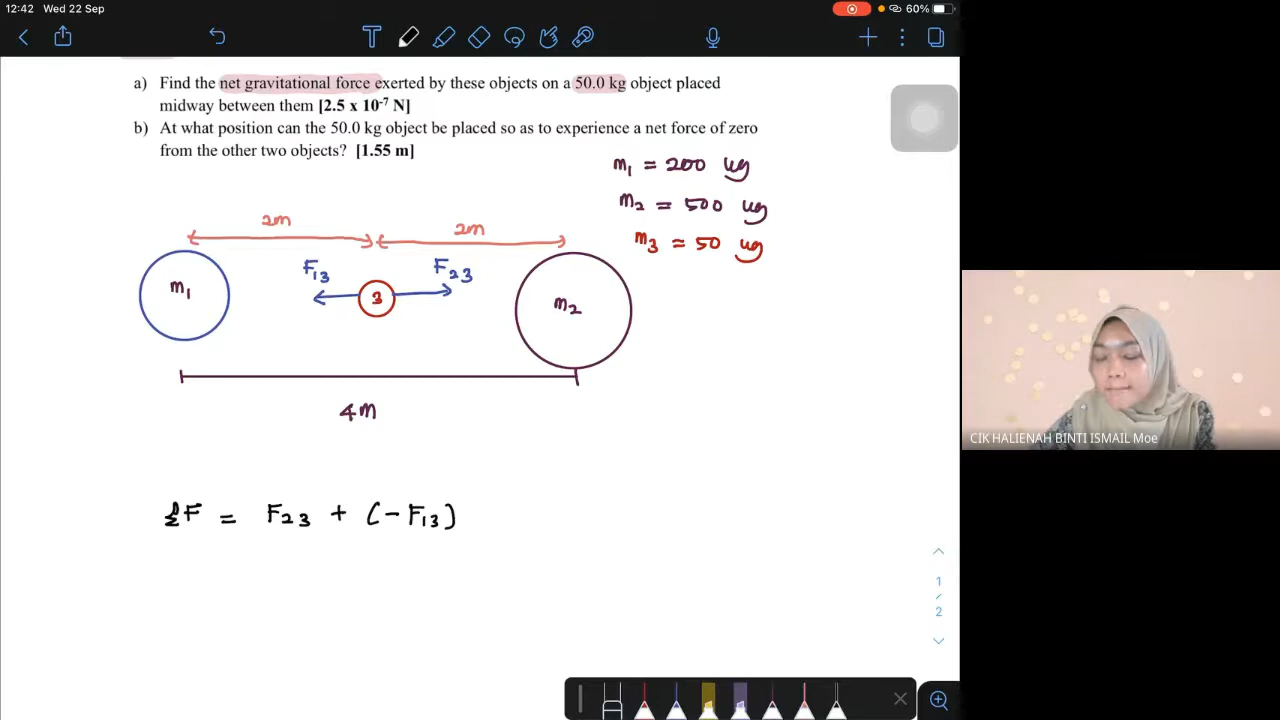 12:42 Wed 22 Sep
60%
a) Find the net gravitational force exerted by these objects on a 50.0 kg object placed
midway between them [2.5 x 10⁻⁷ N]
b) At what position can the 50.0 kg object be placed so as to experience a net force of zero
from the other two objects? [1.55 m]
m₁ = 200 kg
m₂ = 500 kg
m₃ = 50 kg
2m
2m
F₁₃
F₂₃
m₁
3
m₂
4m
ΣF = F₂₃ + (-F₁₃)
CIK HALIENAH BINTI ISMAIL Moe
1
/
2